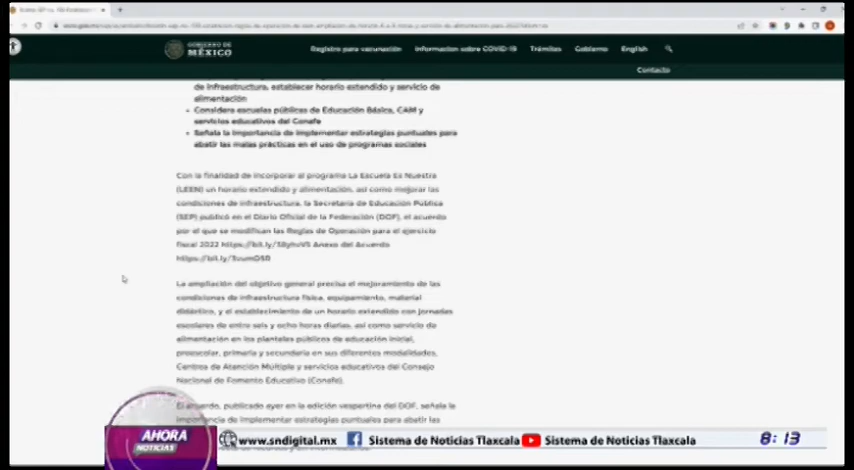 GOBIERNO DE
MÉXICO
Registro para vacunación
Información sobre COVID-19
Trámites
Gobierno
English
Contacto
de infraestructura, establecer horario extendido y servicio de
alimentación
Considera escuelas públicas de Educación Básica, CAM y
servicios educativos del Conafe
Señala la importancia de implementar estrategias puntuales para
abatir las malas prácticas en el uso de programas sociales
Con la finalidad de incorporar al programa La Escuela Es Nuestra
(LEEN) un horario extendido y alimentación, así como mejorar las
condiciones de infraestructura, la Secretaría de Educación Pública
(SEP) publicó en el Diario Oficial de la Federación (DOF), el acuerdo
por el que se modifican las Reglas de Operación para el ejercicio
fiscal 2022 Anexo del Acuerdo
La ampliación del objetivo general precisa el mejoramiento de las
condiciones de infraestructura física, equipamiento, material
didáctico, y el establecimiento de un horario extendido con jornadas
escolares de entre seis y ocho horas diarias, así como servicio de
alimentación en los planteles públicos de educación inicial,
preescolar, primaria y secundaria en sus diferentes modalidades,
Centros de Atención Múltiple y servicios educativos del Consejo
Nacional de Fomento Educativo (Conafe).
El acuerdo, publicado ayer en la edición vespertina del DOF, señala la
importancia de implementar estrategias puntuales para abatir las
AHORA
NOTICIAS
www.sndigital.mx
Sistema de Noticias Tlaxcala
Sistema de Noticias Tlaxcala
8:13